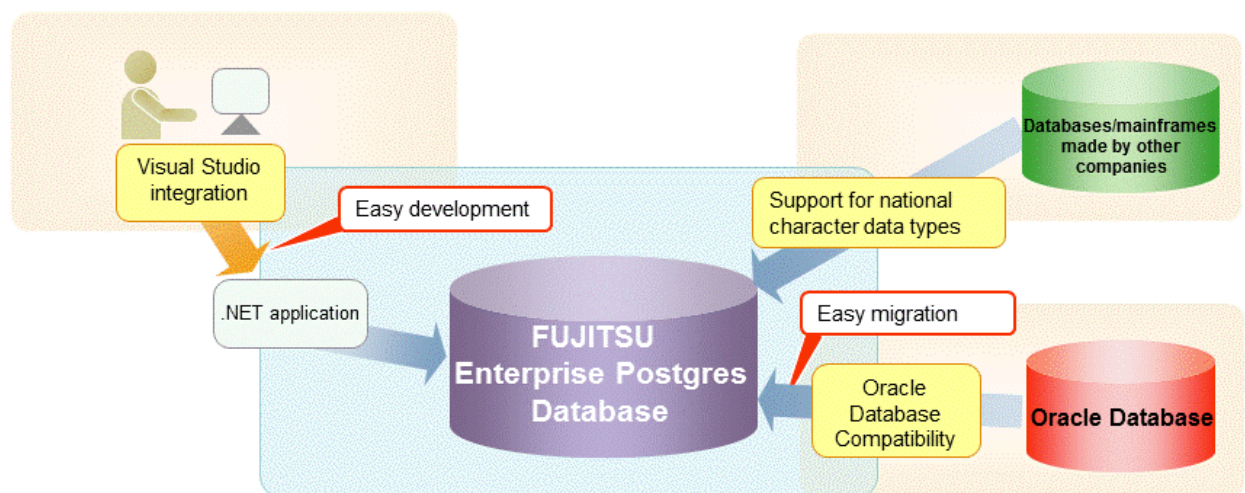 Visual Studio
integration
Easy development
.NET application
FUJITSU
Enterprise Postgres
Database
Databases/mainframes
made by other
companies
Support for national
character data types
Easy migration
Oracle
Database
Compatibility
Oracle Database